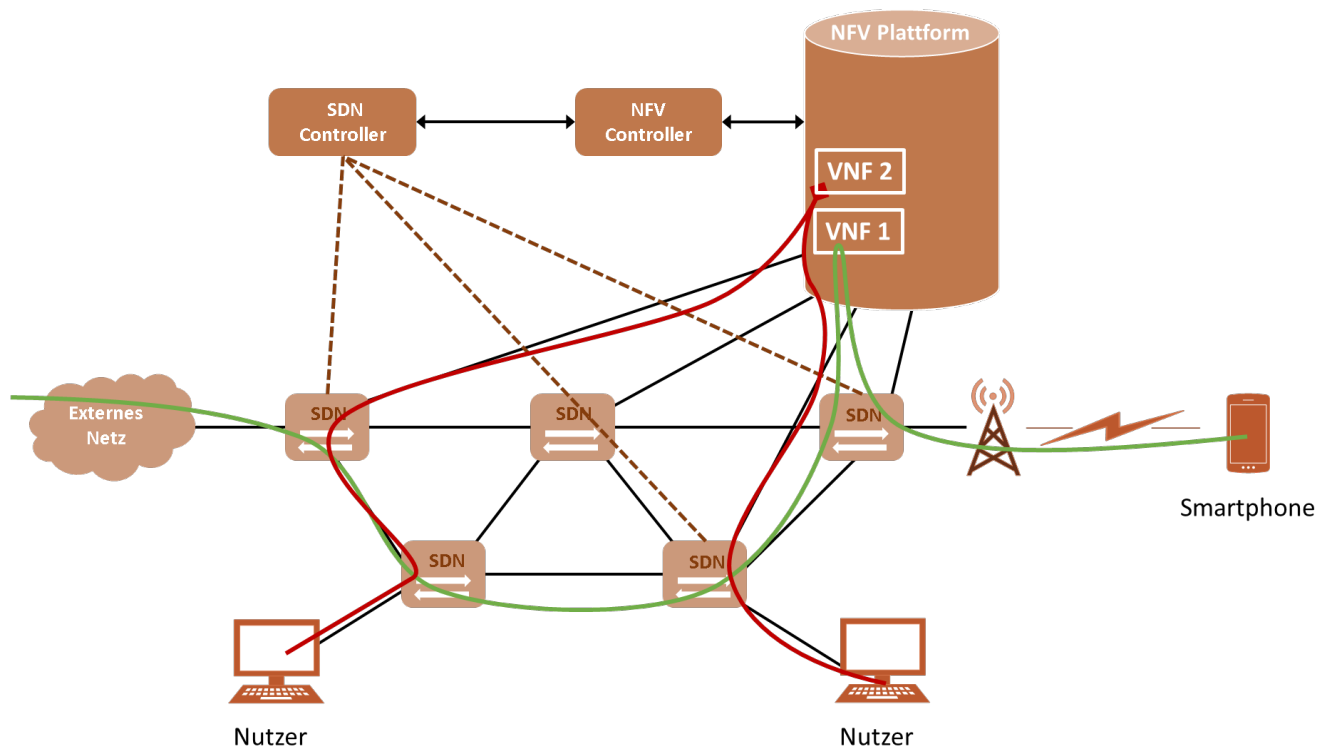 NFV Plattform
SDN
Controller
NFV
Controller
VNF 2
VNF 1
Externes
Netz
SDN
SDN
SDN
Smartphone
SDN
SDN
Nutzer
Nutzer